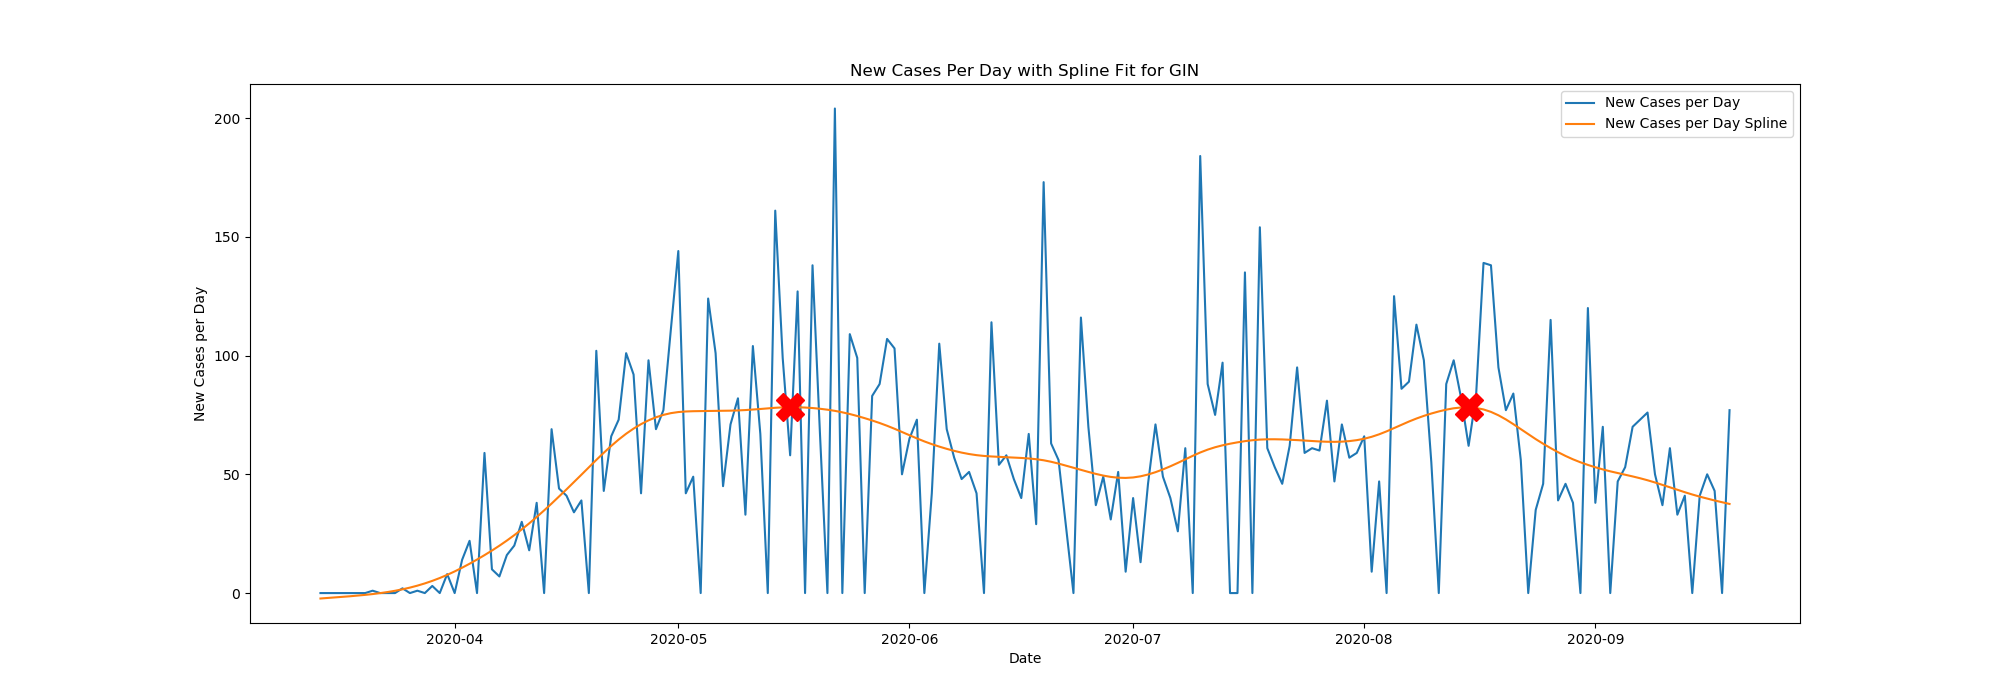 New Cases Per Day with Spline Fit for GIN
New Cases per Day
New Cases per Day Spline
200
150
100
50
0
New Cases per Day
2020-04
2020-05
2020-06
2020-07
2020-08
2020-09
Date